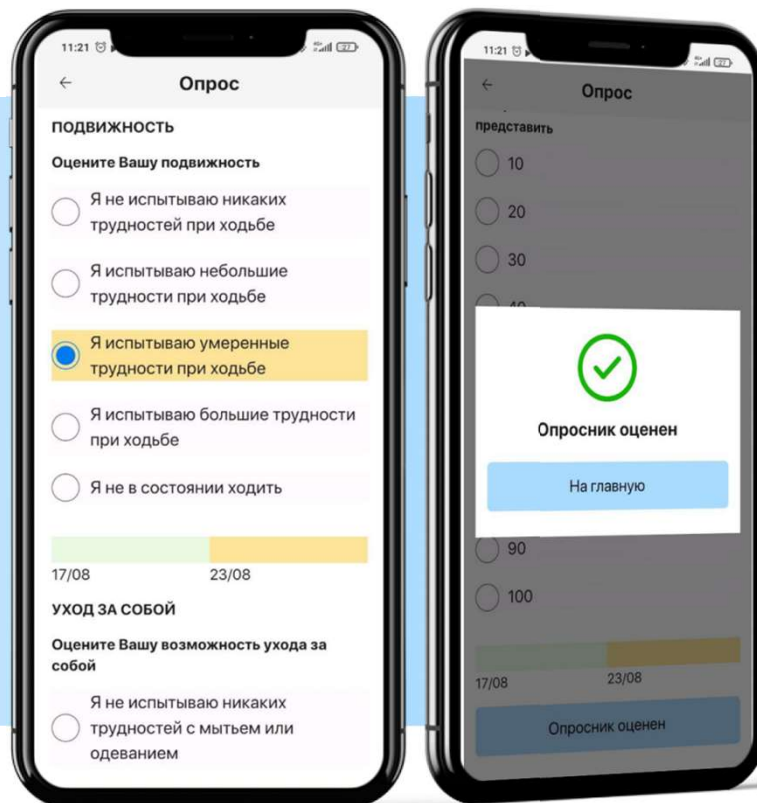 11:21
27
Опрос
ПОДВИЖНОСТЬ
Оцените Вашу подвижность
Я не испытываю никаких
трудностей при ходьбе
Я испытываю небольшие
трудности при ходьбе
Я испытываю умеренные
трудности при ходьбе
Я испытываю большие трудности
при ходьбе
Я не в состоянии ходить
17/08 23/08
УХОД ЗА СОБОЙ
Оцените Вашу возможность ухода за
собой
Я не испытываю никаких
трудностей с мытьем или
одеванием
11:21
27
Опрос
представить
10
20
30
40
Опросник оценен
На главную
90
100
17/08 23/08
Опросник оценен